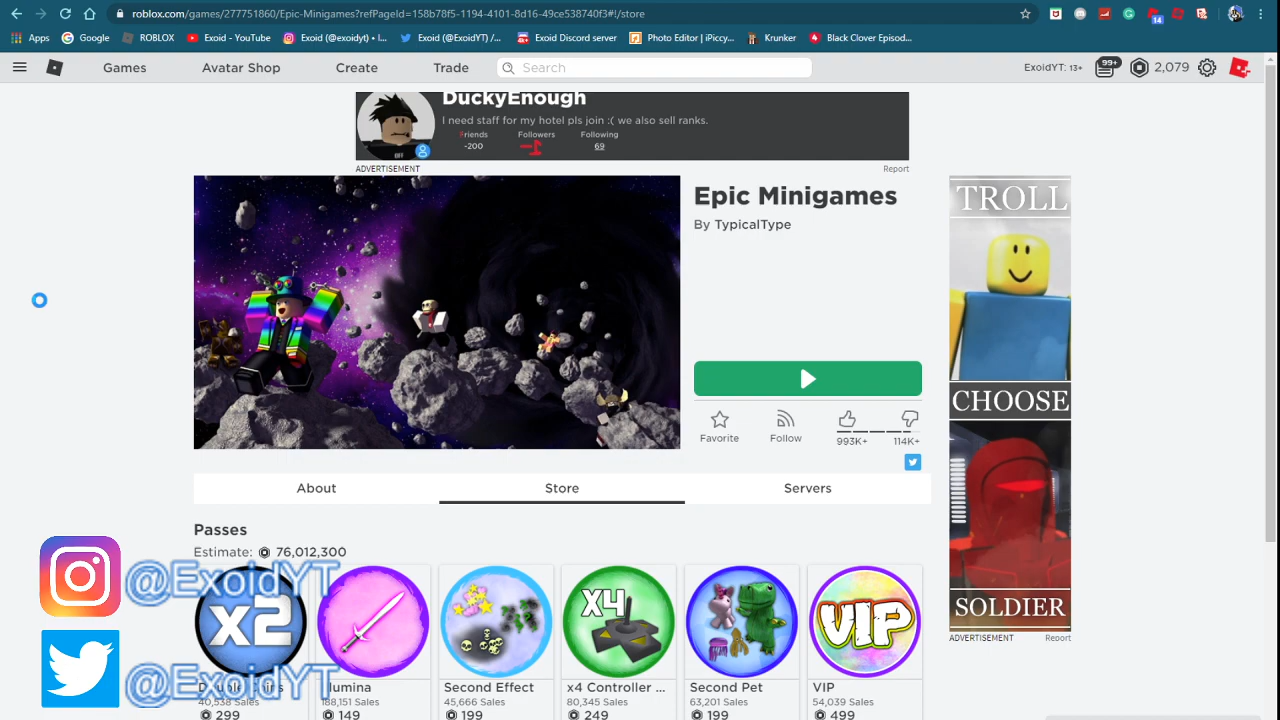 roblox.com/games/277751860/Epic-Minigames?refPageId=158b78f5-1194-4101-8d16-49ce538740f3#!/store
14
Apps
Google
ROBLOX
Exoid - YouTube
Exoid (@exoidyt) • I...
Exoid (@ExoidYT) /...
Exoid Discord server
Photo Editor | iPiccy...
Krunker
Black Clover Episod...
Games
Avatar Shop
Create
Trade
Search
ExoidYT: 13+
99+
2,079
DuckyEnough
I need staff for my hotel pls join :( we also sell ranks.
Friends
Followers
Following
-200
-1
69
OFF
ADVERTISEMENT
Report
Epic Minigames
By TypicalType
Favorite
Follow
993K+
114K+
TROLL
CHOOSE
SOLDIER
ADVERTISEMENT
Report
About
Store
Servers
Passes
Estimate: 76,012,300
@ExoidYT
@ExoidYT
x2
X4
VIP
Double Coins
Illumina
Second Effect
x4 Controller ...
Second Pet
VIP
40,538 Sales
188,151 Sales
45,666 Sales
80,345 Sales
63,201 Sales
54,039 Sales
299
149
199
249
199
499